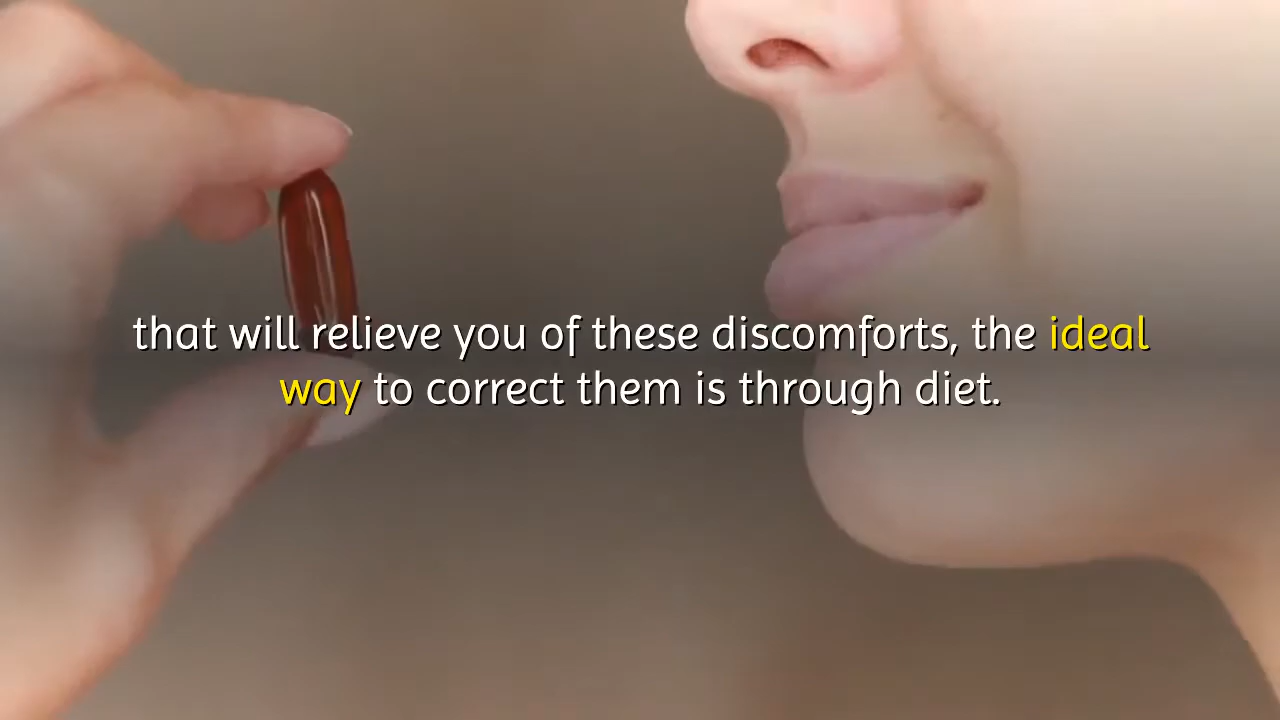 that will relieve you of these discomforts, the ideal
way to correct them is through diet.